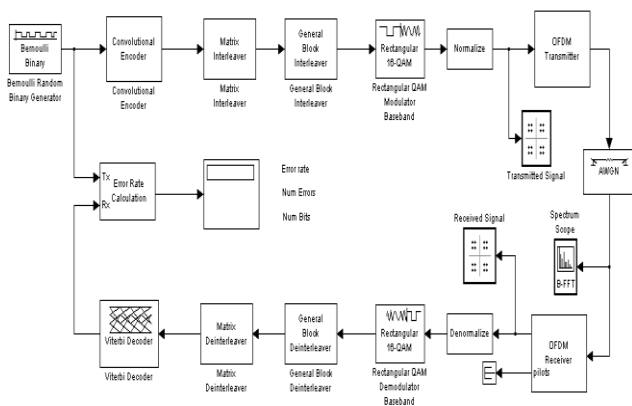 Bernoulli
Binary
Bernoulli Random
Binary Generator
Convolutional
Encoder
Convolutional
Encoder
Matrix
Interleaver
Matrix
Interleaver
General
Block
Interleaver
General Block
Interleaver
Rectangular
16-QAM
Rectangular QAM
Modulator
Baseband
Normalize
OFDM
Transmitter
Transmitted Signal
AWGN
Tx
Rx
Error Rate
Calculation
Error rate
Num Errors
Num Bits
Received Signal
Spectrum
Scope
B-FFT
Viterbi Decoder
Viterbi Decoder
Matrix
Deinterleaver
Matrix
Deinterleaver
General
Block
Deinterleaver
General Block
Deinterleaver
Rectangular
16-QAM
Rectangular QAM
Demodulator
Baseband
Denormalize
OFDM
Receiver
pilots